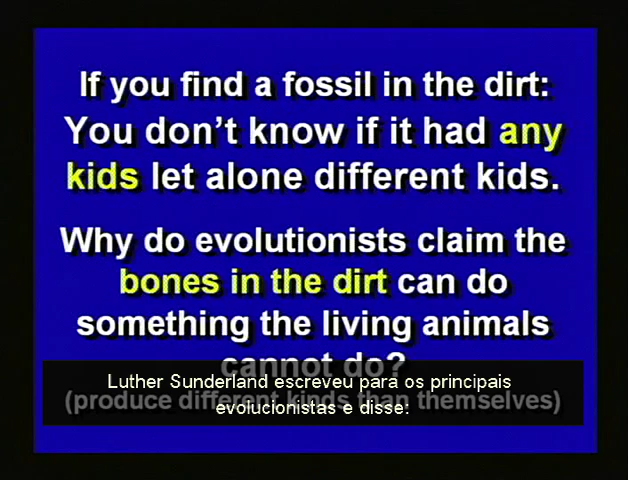 If you find a fossil in the dirt:
You don't know if it had any
kids let alone different kids.
Why do evolutionists claim the
bones in the dirt can do
something the living animals
cannot do?
(produce different kinds than themselves)
Luther Sunderland escreveu para os principais
evolucionistas e disse: